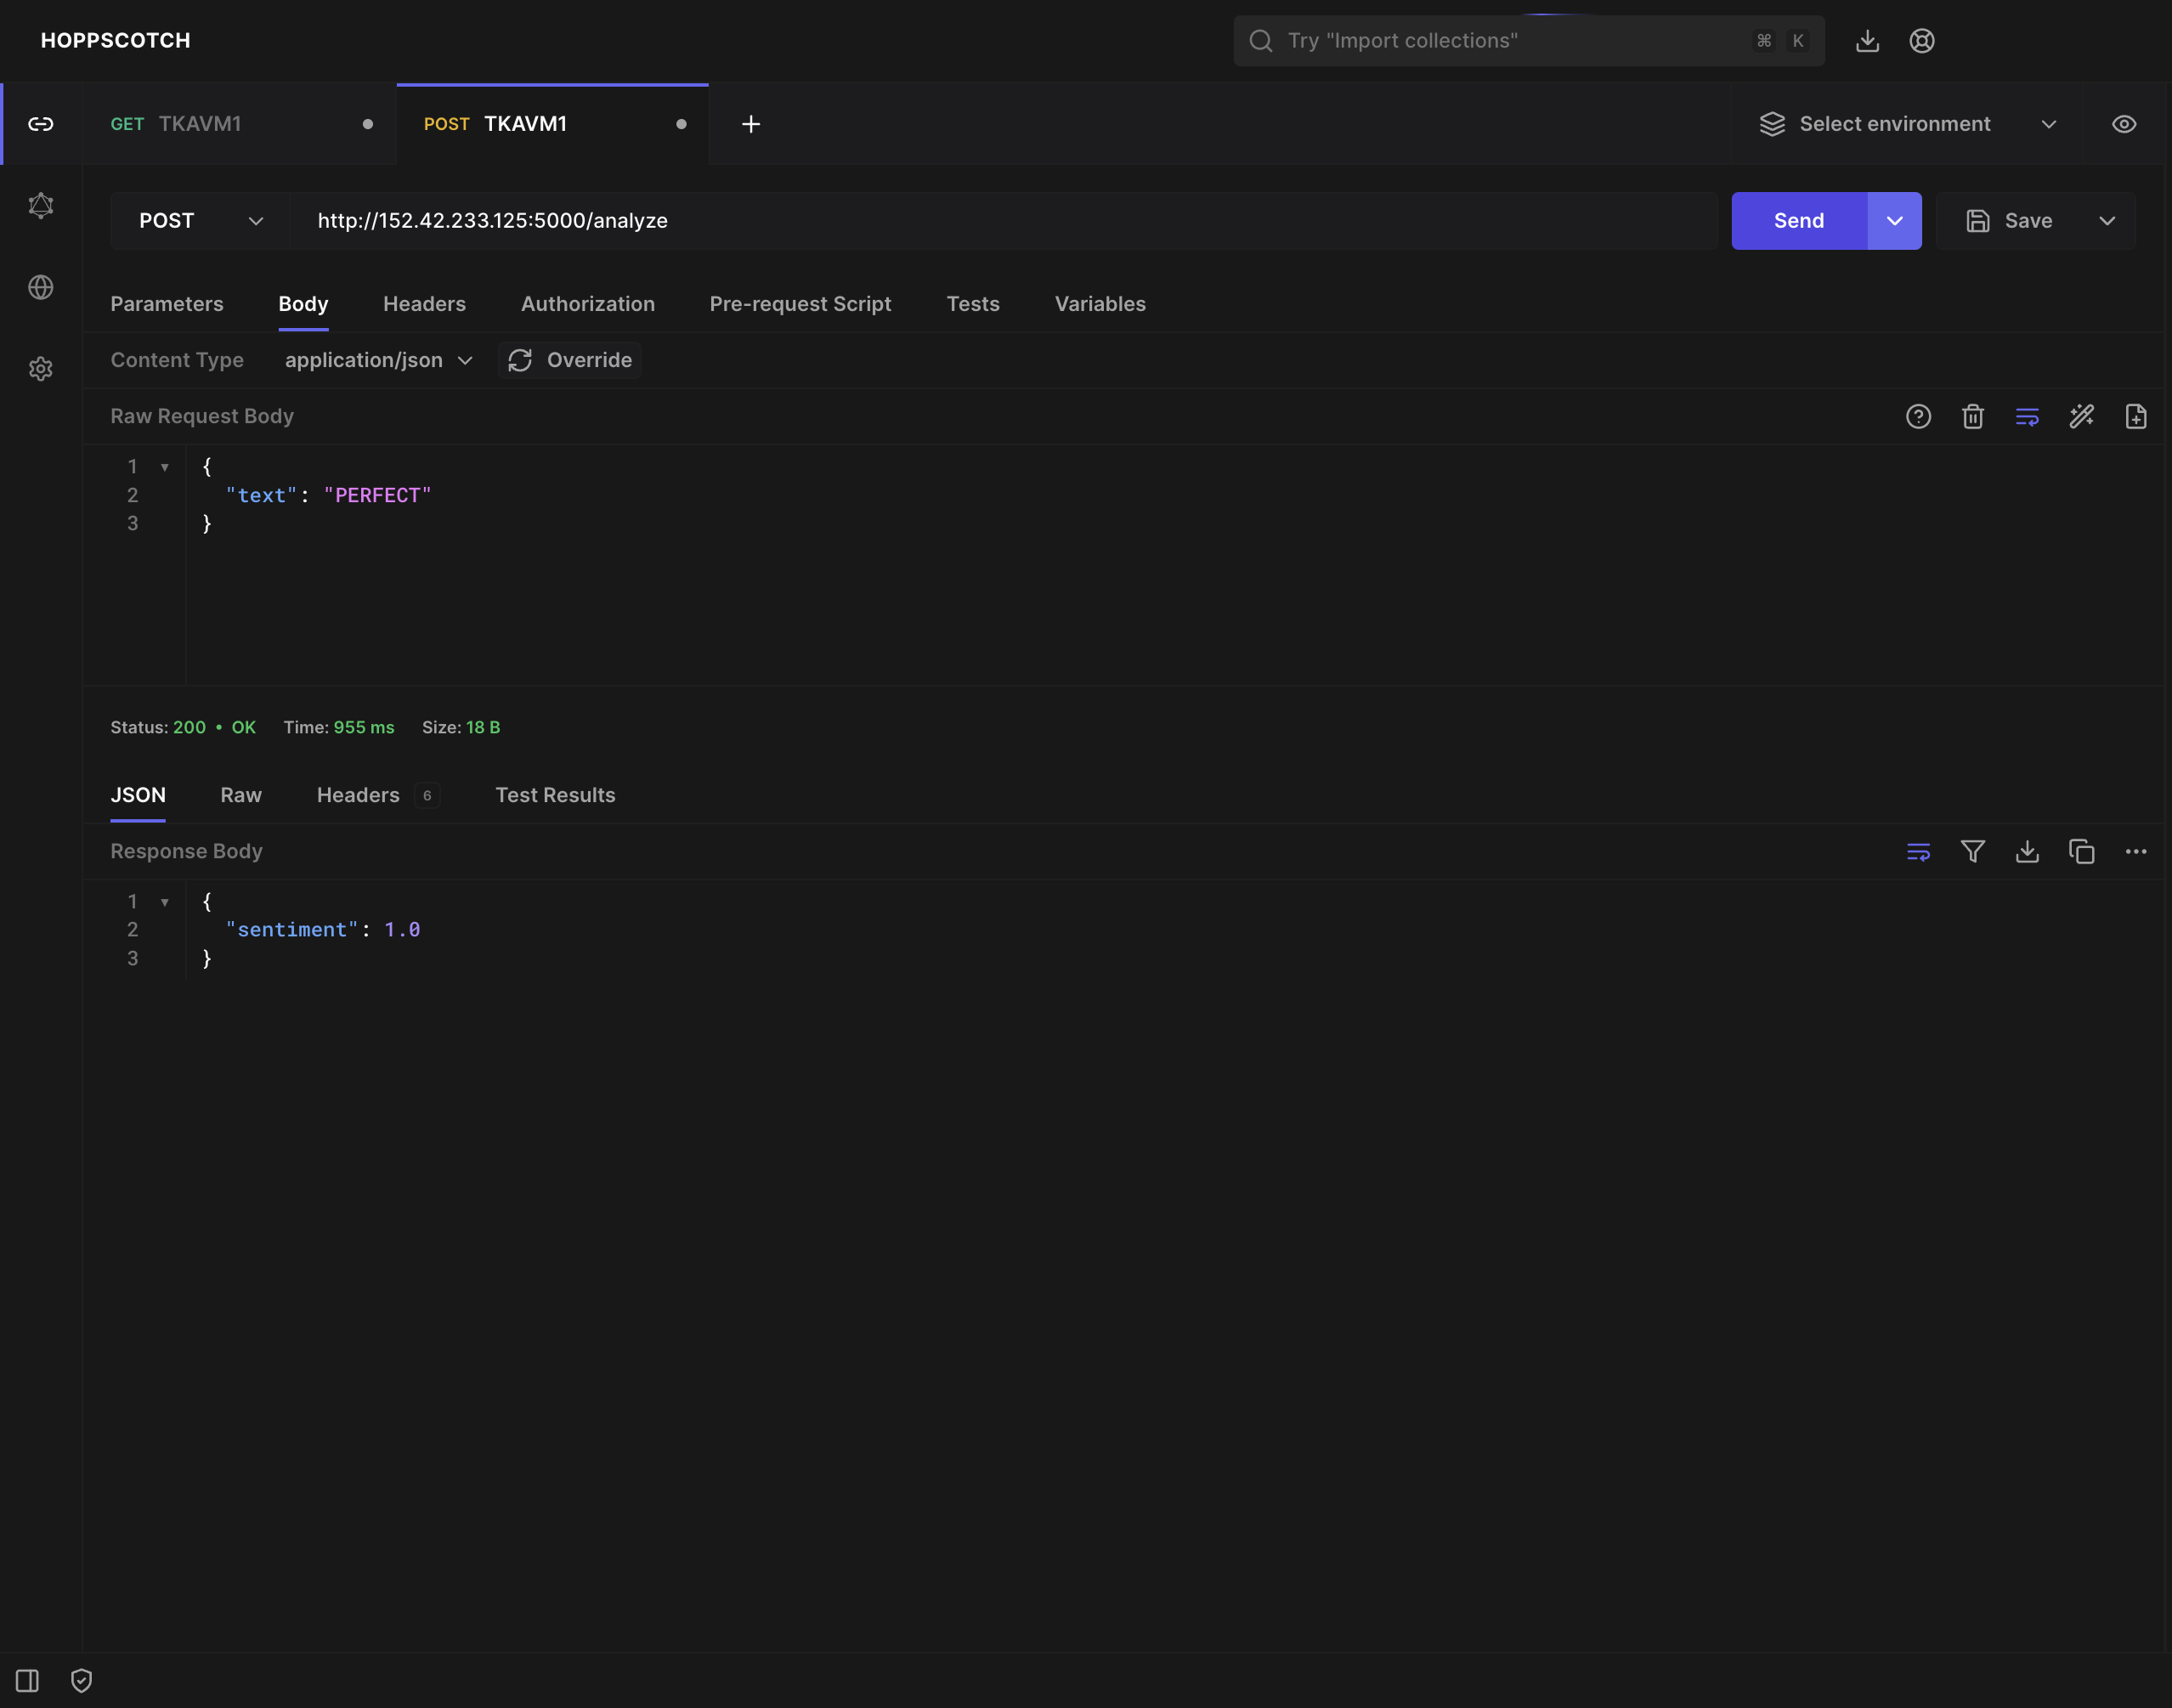 HOPPSCOTCH
Try "Import collections"
⌘ K
GET TKAVM1
POST TKAVM1
Select environment
POST
http://152.42.233.125:5000/analyze
Send
Save
Parameters
Body
Headers
Authorization
Pre-request Script
Tests
Variables
Content Type
application/json
Override
Raw Request Body
1 {
2 "text": "PERFECT"
3 }
Status: 200 • OK
Time: 955 ms
Size: 18 B
JSON
Raw
Headers 6
Test Results
Response Body
1 {
2 "sentiment": 1.0
3 }